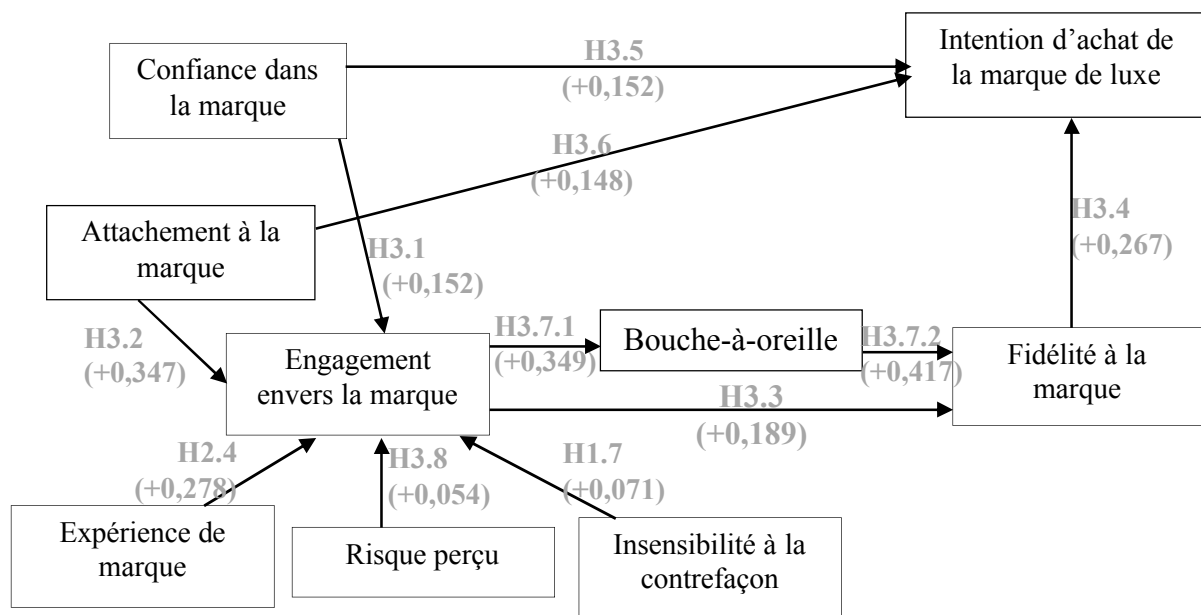 Confiance dans
la marque
H3.5
(+0,152)
Intention d’achat de
la marque de luxe
H3.6
(+0,148)
Attachement à la
marque
H3.1
(+0,152)
H3.4
(+0,267)
H3.2
(+0,347)
Engagement
envers la marque
H3.7.1
(+0,349)
Bouche-à-oreille
H3.7.2
(+0,417)
Fidélité à la
marque
H3.3
(+0,189)
H2.4
(+0,278)
H3.8
(+0,054)
H1.7
(+0,071)
Expérience de
marque
Risque perçu
Insensibilité à la
contrefaçon